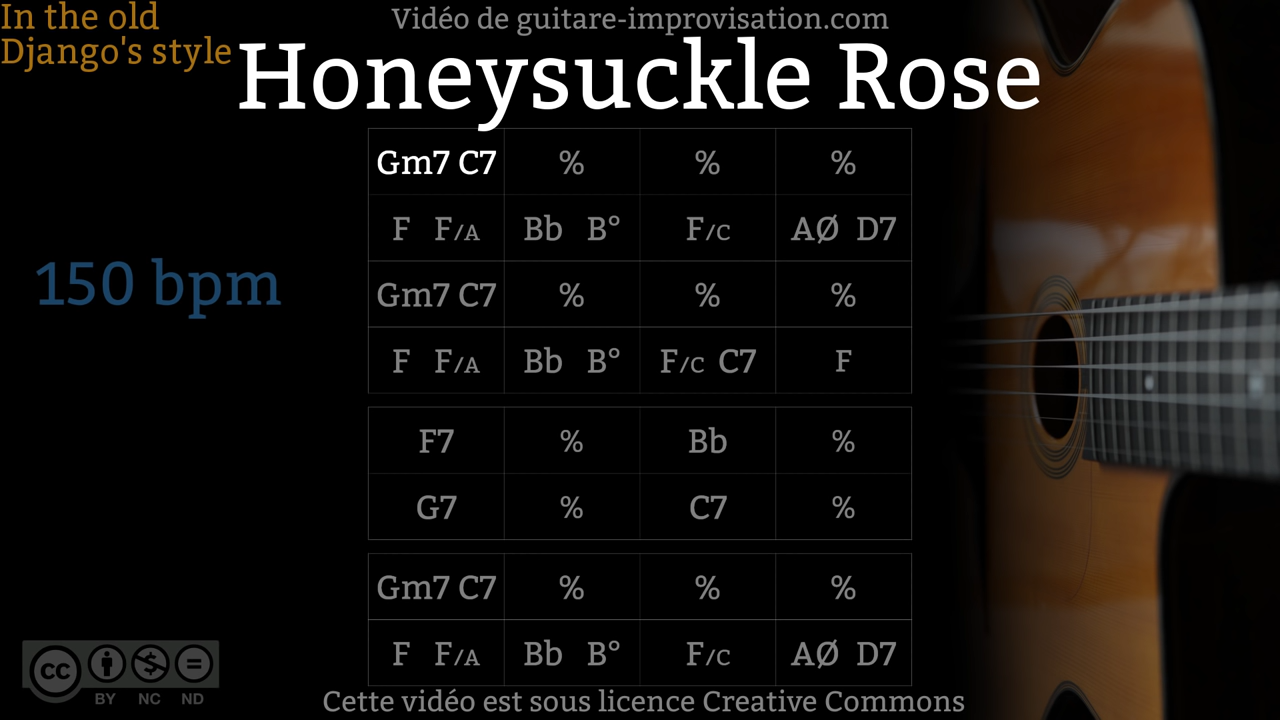 In the old
Django's style
Vidéo de guitare-improvisation.com
Honeysuckle Rose
150 bpm
Gm7 C7 % % %
F F/A Bb B° F/C AØ D7
Gm7 C7 % % %
F F/A Bb B° F/C C7 F
F7 % Bb %
G7 % C7 %
Gm7 C7 % % %
F F/A Bb B° F/C AØ D7
cc
BY NC ND
Cette vidéo est sous licence Creative Commons